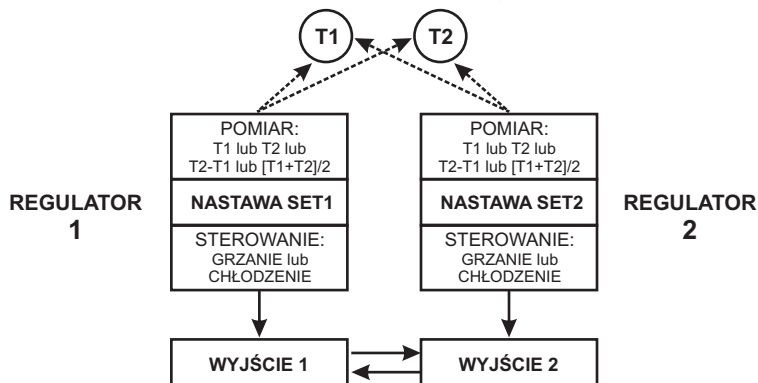 T1
T2
POMIAR:
T1 lub T2 lub
T2-T1 lub [T1+T2]/2
NASTAWA SET1
STEROWANIE:
GRZANIE lub
CHŁODZENIE
REGULATOR
1
POMIAR:
T1 lub T2 lub
T2-T1 lub [T1+T2]/2
NASTAWA SET2
STEROWANIE:
GRZANIE lub
CHŁODZENIE
REGULATOR
2
WYJŚCIE 1
WYJŚCIE 2